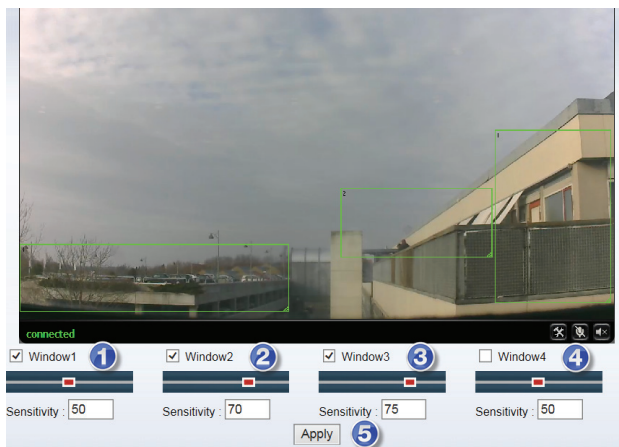 1
2
connected
Window1 1
Window2 2
Window3 3
Window4 4
Sensitivity : 50
Sensitivity : 70
Sensitivity : 75
Sensitivity : 50
Apply 5